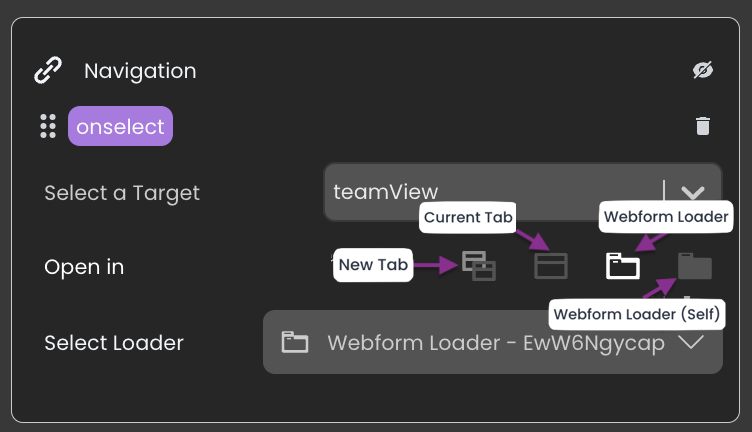 Navigation
onselect
Select a Target
teamView
Current Tab
Webform Loader
Open in
New Tab
Webform Loader (Self)
Select Loader
Webform Loader - EwW6Ngycap